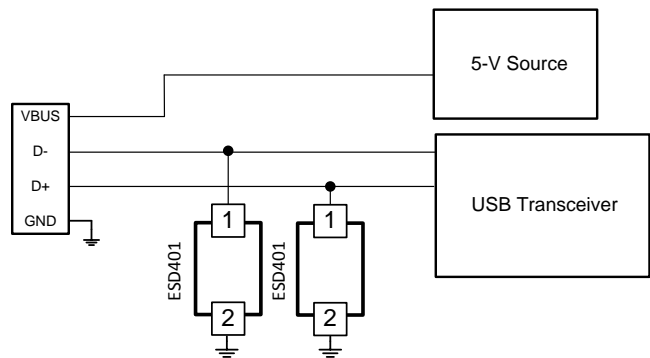 5-V Source
VBUS
D-
D+
GND
USB Transceiver
1
1
ESD401
ESD401
2
2